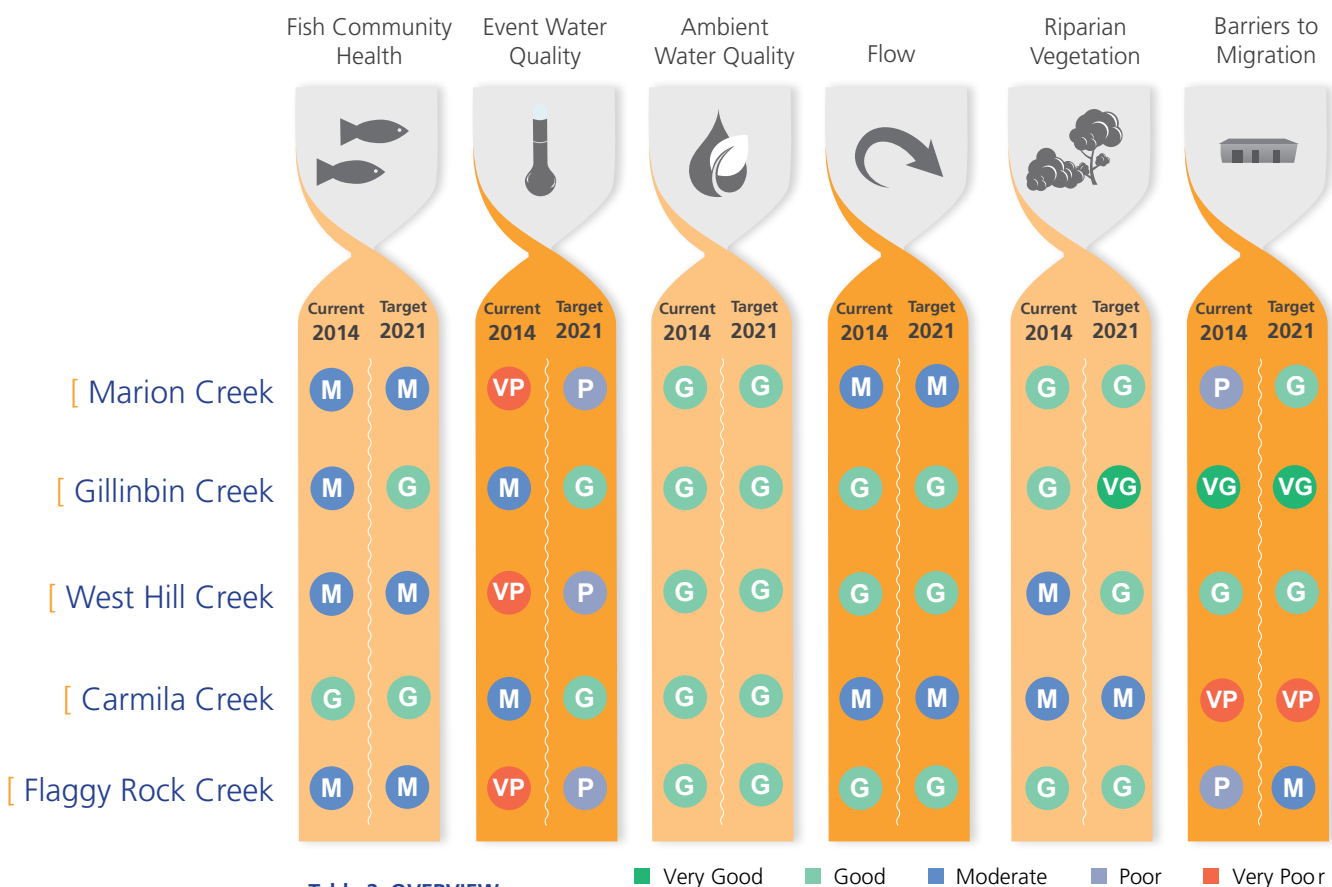 Fish Community Health
Event Water Quality
Ambient Water Quality
Flow
Riparian Vegetation
Barriers to Migration
Current 2014 Target 2021 Current 2014 Target 2021 Current 2014 Target 2021 Current 2014 Target 2021 Current 2014 Target 2021 Current 2014 Target 2021
[ Marion Creek M M VP P G G M M G G P G
[ Gillinbin Creek M G M G G G G G G VG VG VG
[ West Hill Creek M M VP P G G G G M G G G
[ Carmila Creek G G M G G G M M M M VP VP
[ Flaggy Rock Creek M M VP P G G G G G G P M
Very Good Good Moderate Poor Very Poor
Table 2. OVERVIEW